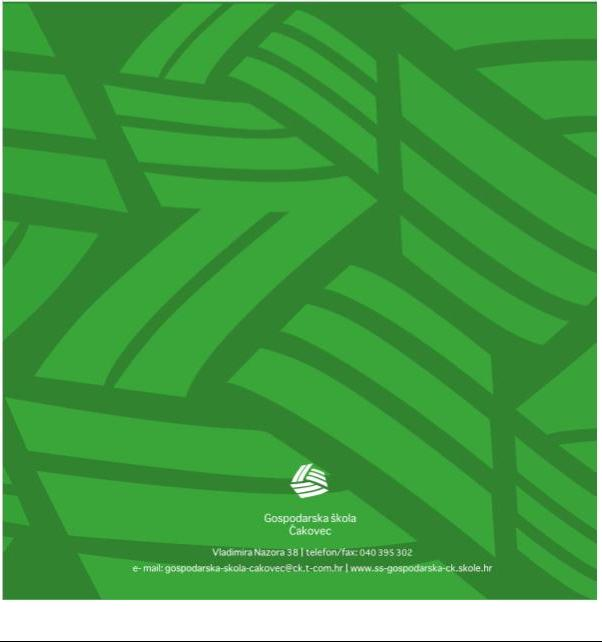 Gospodarska škola
Čakovec
Vladimira Nazora 38 | telefon/fax: 040 395 302
e- mail: gospodarska-skola-cakovec@ck.t-com.hr | www.ss-gospodarska-ck.skole.hr